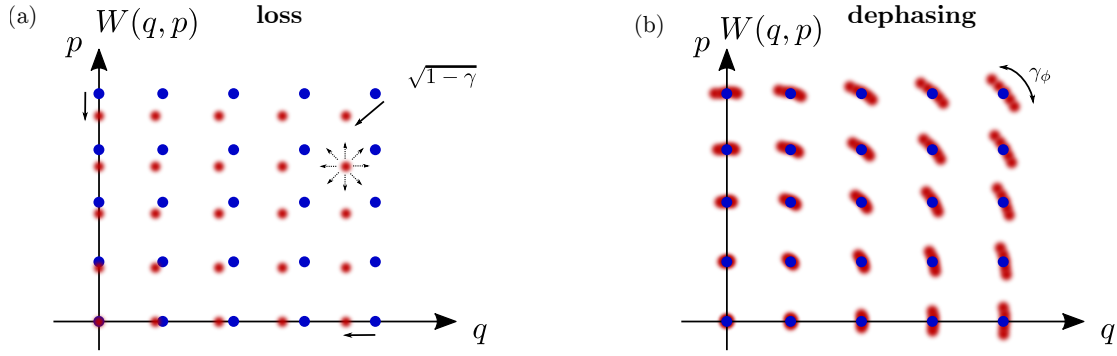 (a)
loss
W(q, p)
p
√1 − γ
q
(b)
dephasing
W(q, p)
p
γ_ϕ
q